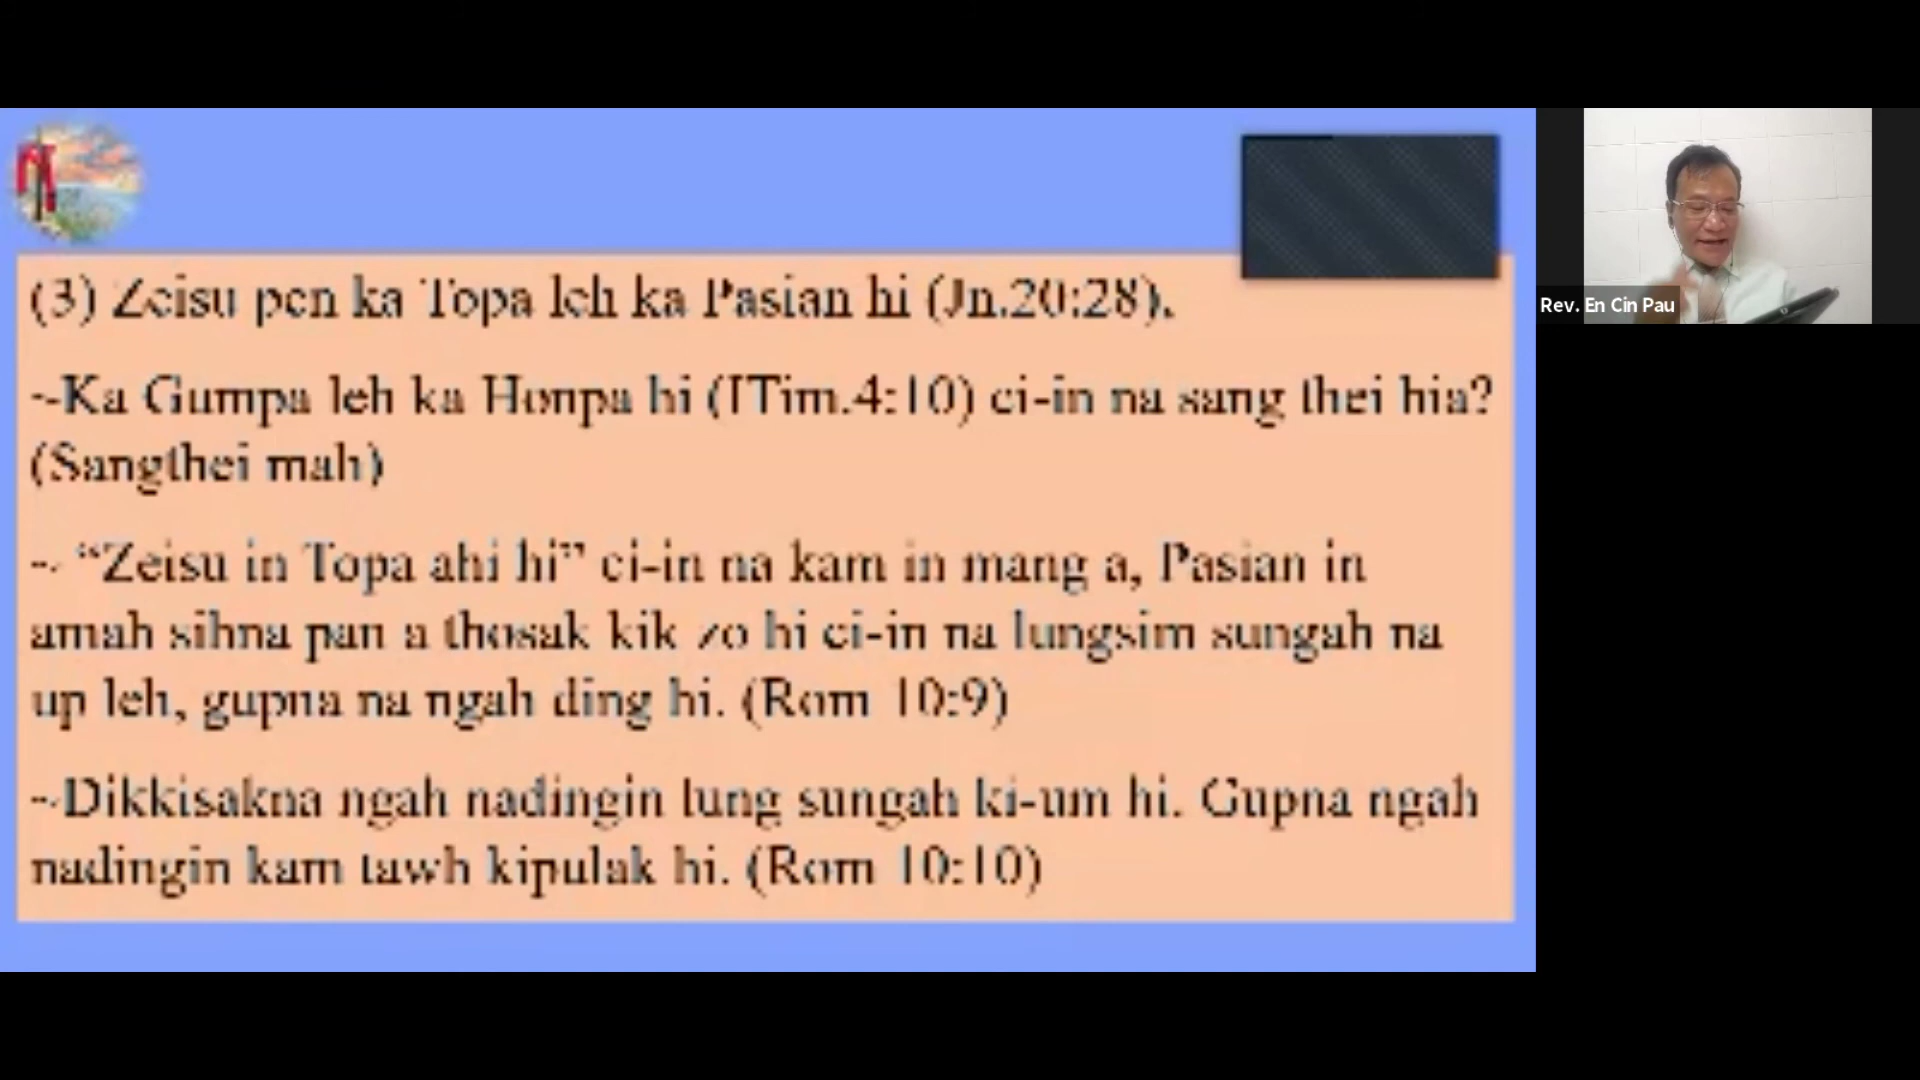 (3) Zeisu pen ka Topa leh ka Pasian hi (Jn.20:28).
~Ka Gumpa leh ka Honpa hi (ITim.4:10) ci-in na sang thei hia?
(Sangthei mah)
~ “Zeisu in Topa ahi hi” ci-in na kam in mang a, Pasian in
amah sihna pan a thosak kik zo hi ci-in na lungsim sungah na
up leh, gupna na ngah ding hi. (Rom 10:9)
~Dikkisakna ngah nadingin lung sungah ki-um hi. Gupna ngah
nadingin kam tawh kipulak hi. (Rom 10:10)
Rev. En Cin Pau